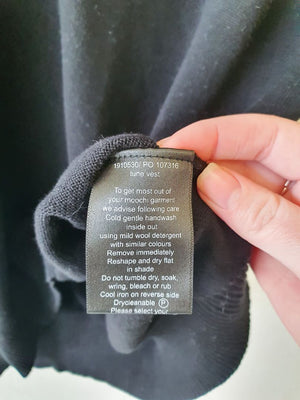 1910530/ PO 107316
tune vest
To get most out of
your moochi garment
we advise following care
Cold gentle handwash
inside out
using mild wool detergent
with similar colours
Remove immediately
Reshape and dry flat
in shade
Do not tumble dry, soak,
wring, bleach or rub
Cool iron on reverse side
Drycleanable Ⓟ
Please select your